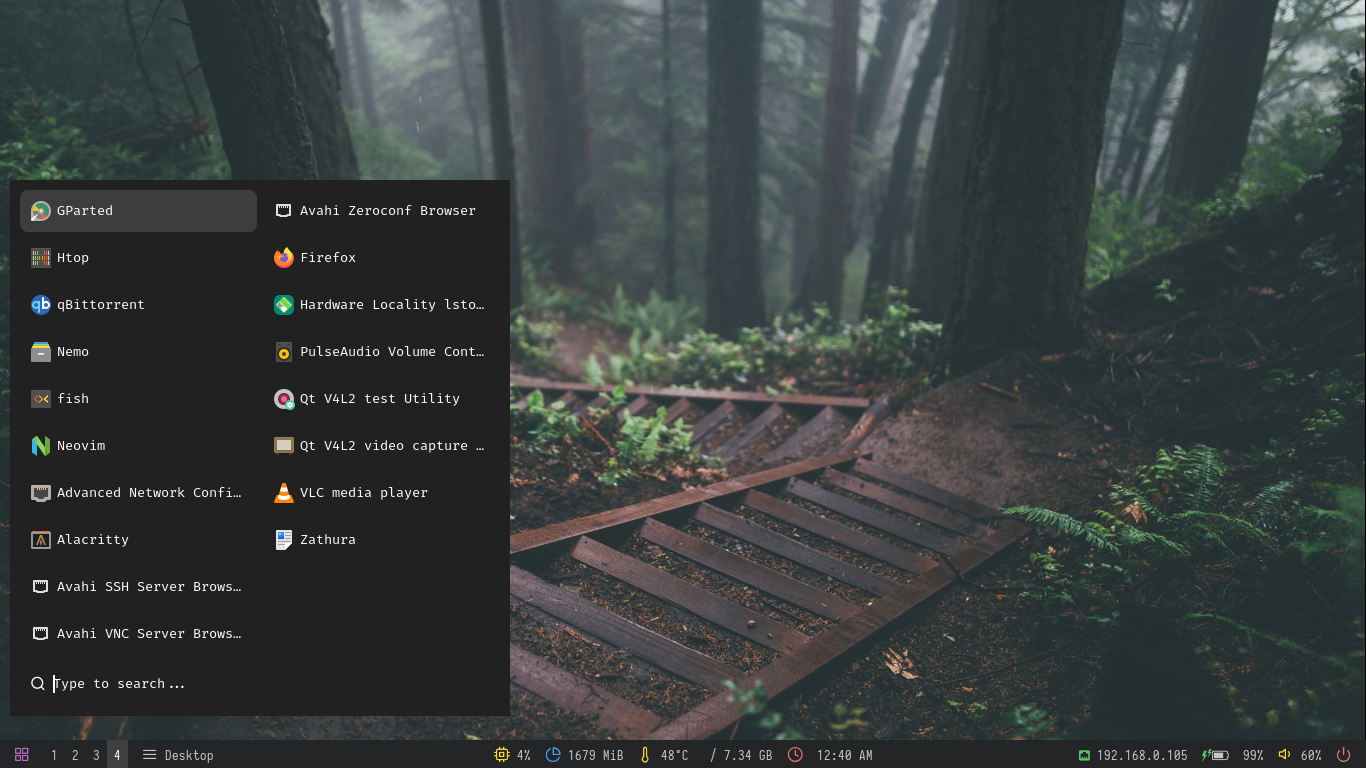 GParted
Htop
qBittorrent
Nemo
fish
Neovim
Advanced Network Confi…
Alacritty
Avahi SSH Server Brows…
Avahi VNC Server Brows…
Avahi Zeroconf Browser
Firefox
Hardware Locality lsto…
PulseAudio Volume Cont…
Qt V4L2 test Utility
Qt V4L2 video capture …
VLC media player
Zathura
Type to search...
1 2 3 4 Desktop 4% 1679 MiB 48°C / 7.34 GB 12:40 AM 192.168.0.105 99% 60%